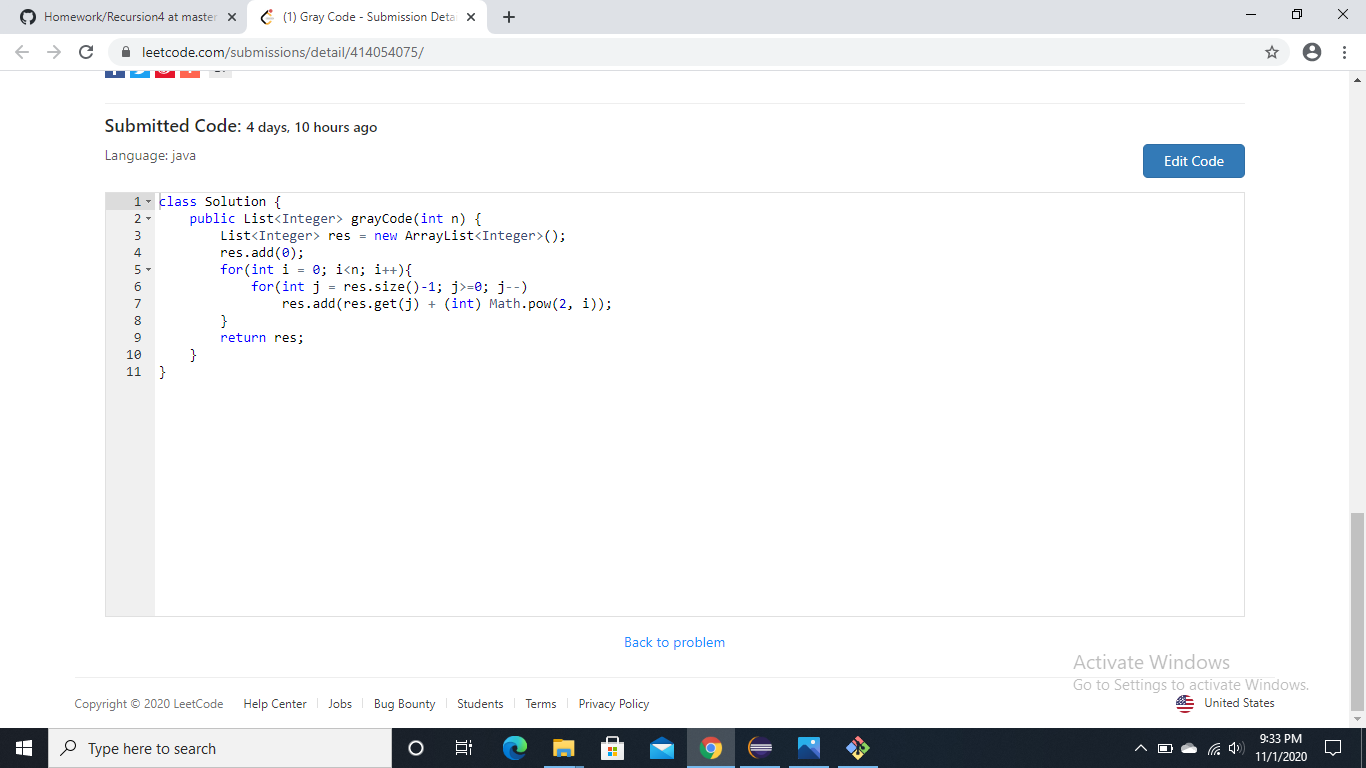 Homework/Recursion4 at master
(1) Gray Code - Submission Deta
leetcode.com/submissions/detail/414054075/
Submitted Code: 4 days, 10 hours ago
Language: java
Edit Code
1 class Solution {
2     public List<Integer> grayCode(int n) {
3         List<Integer> res = new ArrayList<Integer>();
4         res.add(0);
5         for(int i = 0; i<n; i++){
6             for(int j = res.size()-1; j>=0; j--)
7                 res.add(res.get(j) + (int) Math.pow(2, i));
8         }
9         return res;
10     }
11 }
Back to problem
Activate Windows
Go to Settings to activate Windows.
Copyright © 2020 LeetCode Help Center Jobs Bug Bounty Students Terms Privacy Policy United States
Type here to search
9:33 PM
11/1/2020